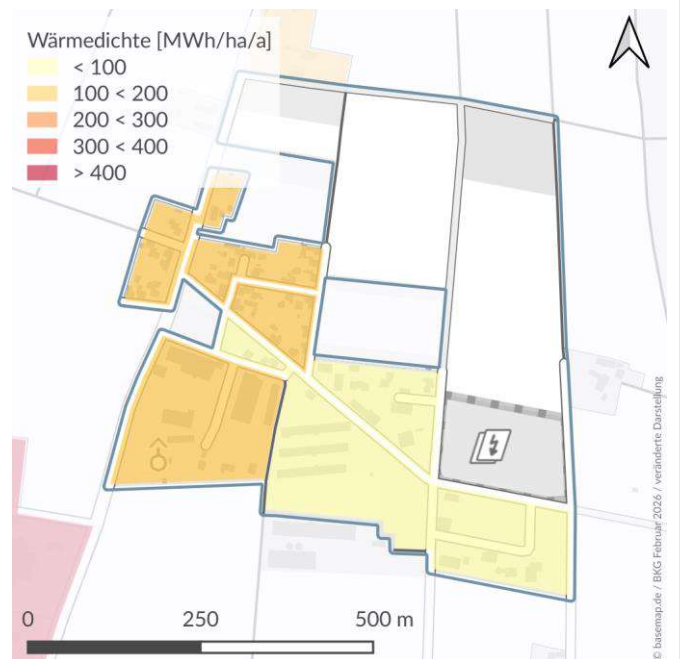 Wärmedichte [MWh/ha/a]
< 100
100 < 200
200 < 300
300 < 400
> 400
0 250 500 m
© basemap.de / BKG Februar 2026 / veränderte Darstellung